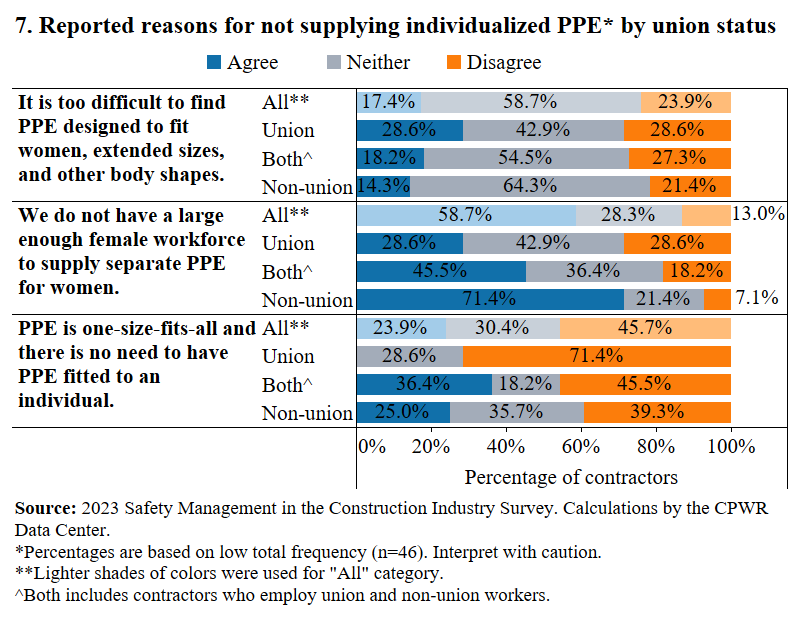 7. Reported reasons for not supplying individualized PPE* by union status
Agree Neither Disagree
It is too difficult to find
PPE designed to fit
women, extended sizes,
and other body shapes.
All** 17.4% 58.7% 23.9%
Union 28.6% 42.9% 28.6%
Both^ 18.2% 54.5% 27.3%
Non-union 14.3% 64.3% 21.4%
We do not have a large
enough female workforce
to supply separate PPE
for women.
All** 58.7% 28.3% 13.0%
Union 28.6% 42.9% 28.6%
Both^ 45.5% 36.4% 18.2%
Non-union 71.4% 21.4% 7.1%
PPE is one-size-fits-all and
there is no need to have
PPE fitted to an
individual.
All** 23.9% 30.4% 45.7%
Union 28.6% 71.4%
Both^ 36.4% 18.2% 45.5%
Non-union 25.0% 35.7% 39.3%
0% 20% 40% 60% 80% 100%
Percentage of contractors
Source: 2023 Safety Management in the Construction Industry Survey. Calculations by the CPWR
Data Center.
*Percentages are based on low total frequency (n=46). Interpret with caution.
**Lighter shades of colors were used for "All" category.
^Both includes contractors who employ union and non-union workers.